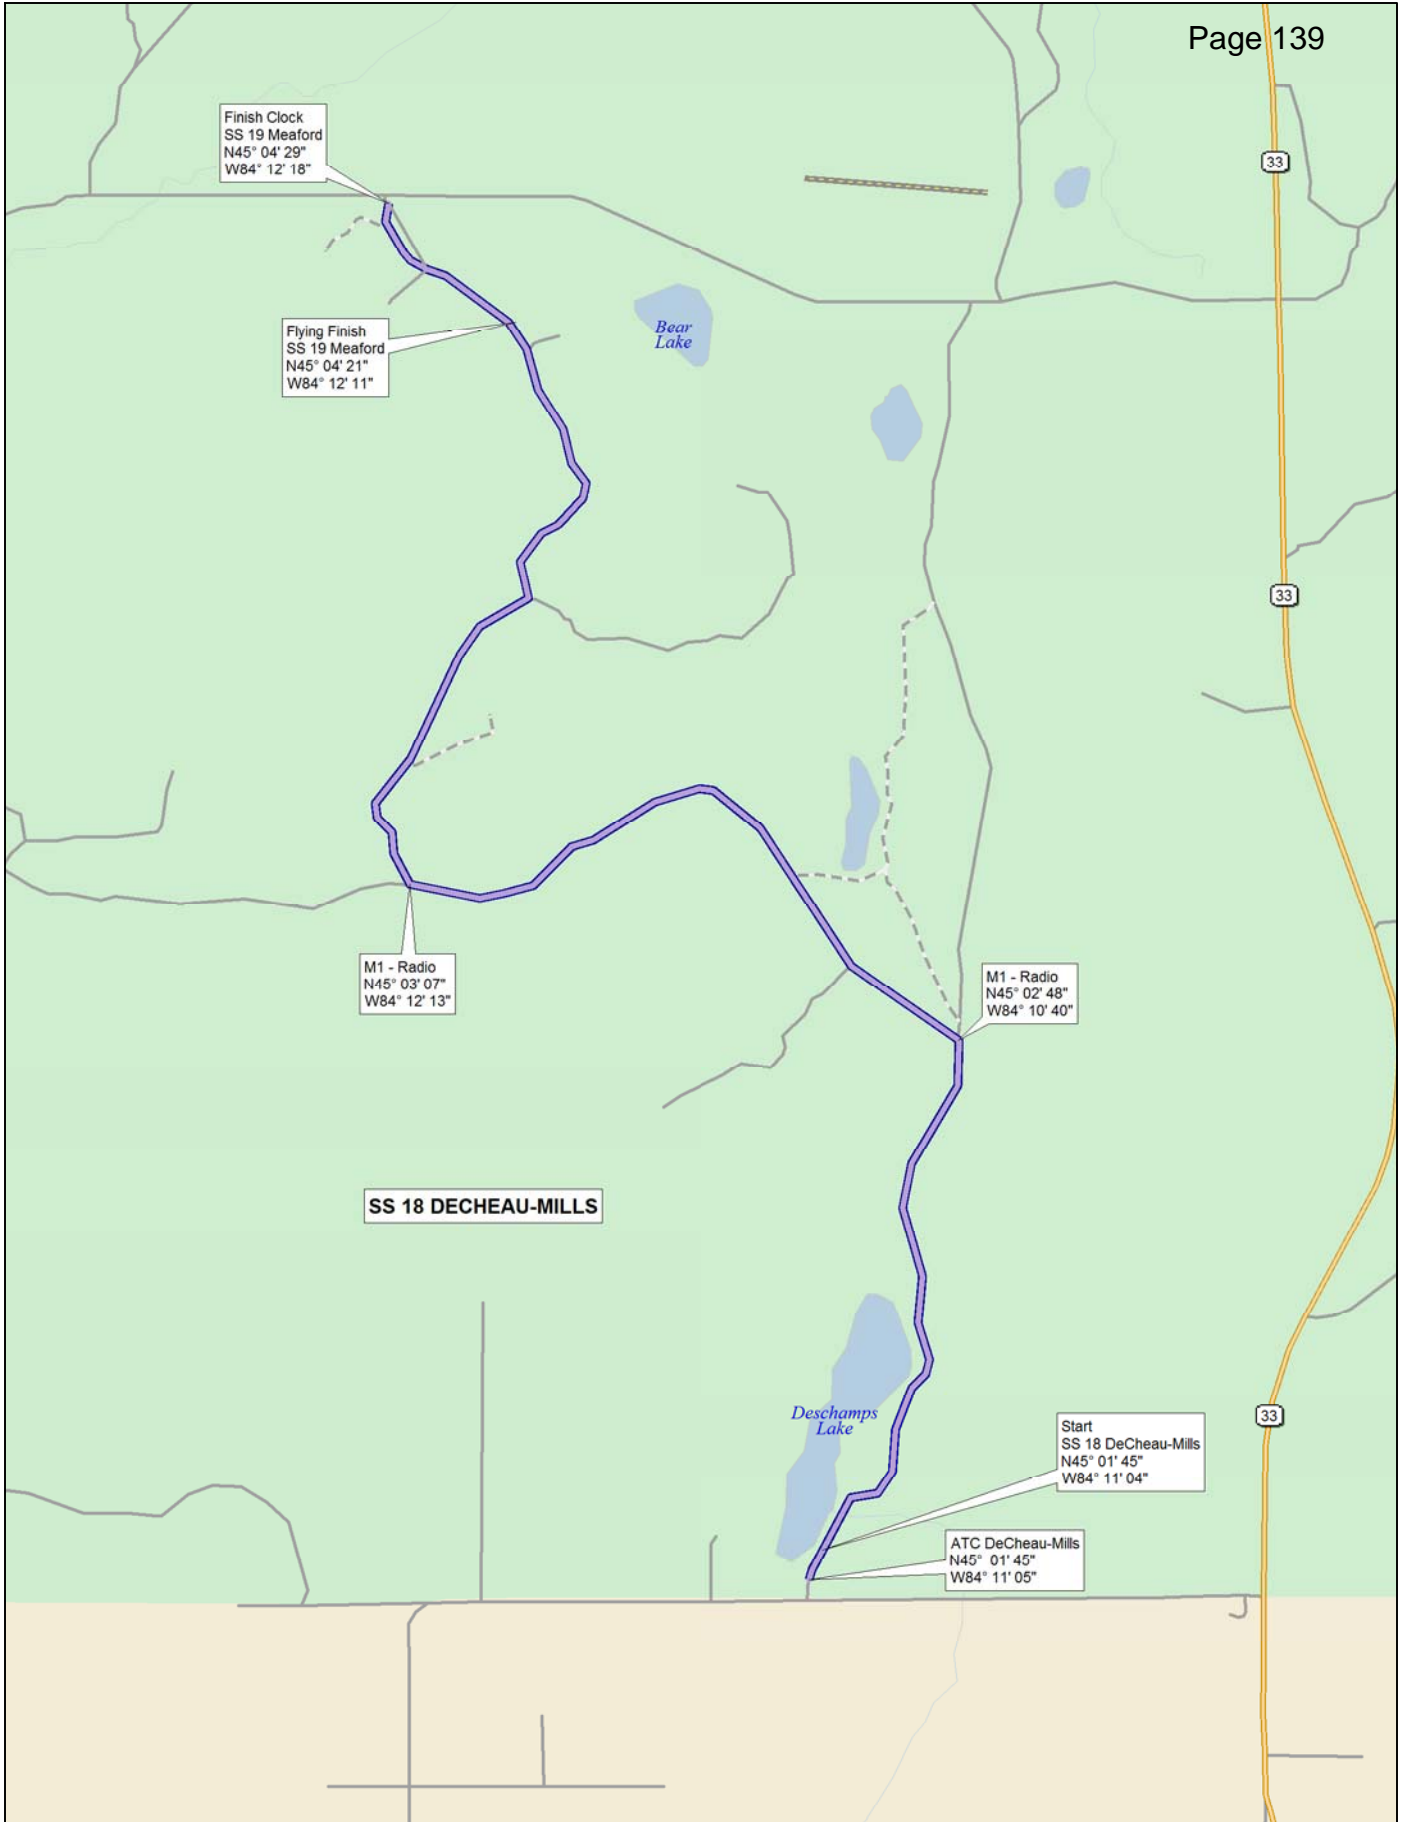 Page 139
Finish Clock
SS 19 Meaford
N45° 04' 29"
W84° 12' 18"
33
Flying Finish
SS 19 Meaford
N45° 04' 21"
W84° 12' 11"
Bear
Lake
33
M1 - Radio
N45° 03' 07"
W84° 12' 13"
M1 - Radio
N45° 02' 48"
W84° 10' 40"
SS 18 DECHEAU-MILLS
Deschamps
Lake
33
Start
SS 18 DeCheau-Mills
N45° 01' 45"
W84° 11' 04"
ATC DeCheau-Mills
N45° 01' 45"
W84° 11' 05"